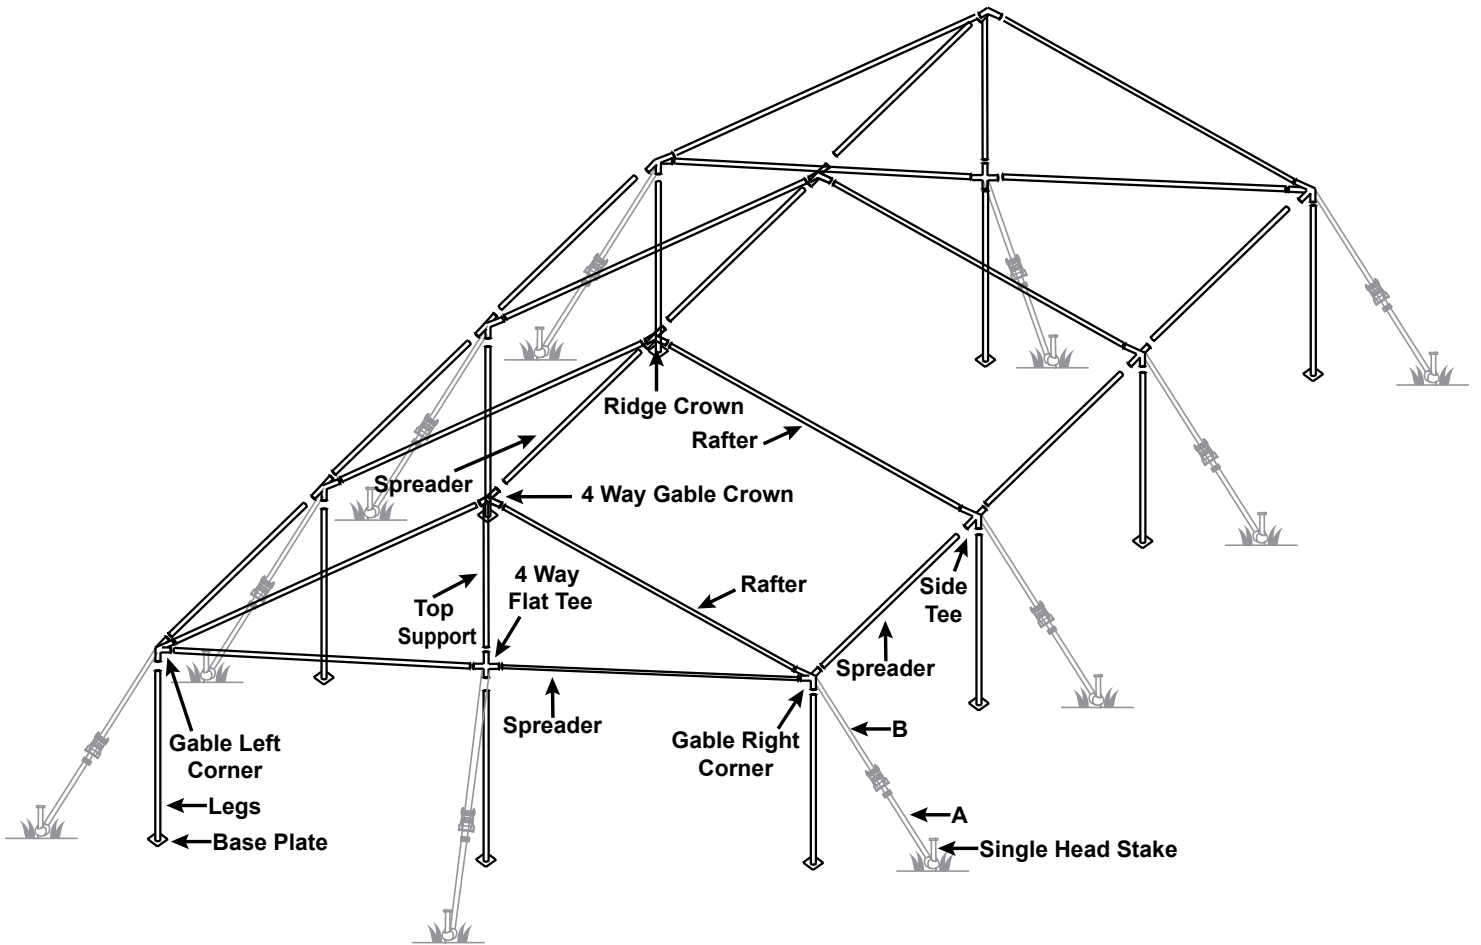 Ridge Crown
Rafter
Spreader
4 Way Gable Crown
4 Way
Flat Tee
Top
Support
Rafter
Side
Tee
Spreader
Spreader
Gable Left
Corner
Gable Right
Corner
B
Legs
A
Base Plate
Single Head Stake